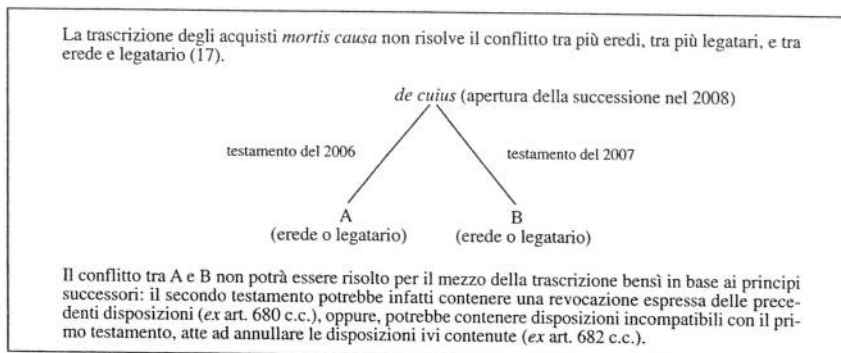 La trascrizione degli acquisti mortis causa non risolve il conflitto tra più eredi, tra più legatari, e tra
erede e legatario (17).
de cuius (apertura della successione nel 2008)
testamento del 2006
testamento del 2007
A
(erede o legatario)
B
(erede o legatario)
Il conflitto tra A e B non potrà essere risolto per il mezzo della trascrizione bensì in base ai principi
successori: il secondo testamento potrebbe infatti contenere una revocazione espressa delle prece-
denti disposizioni (ex art. 680 c.c.), oppure, potrebbe contenere disposizioni incompatibili con il pri-
mo testamento, atte ad annullare le disposizioni ivi contenute (ex art. 682 c.c.).